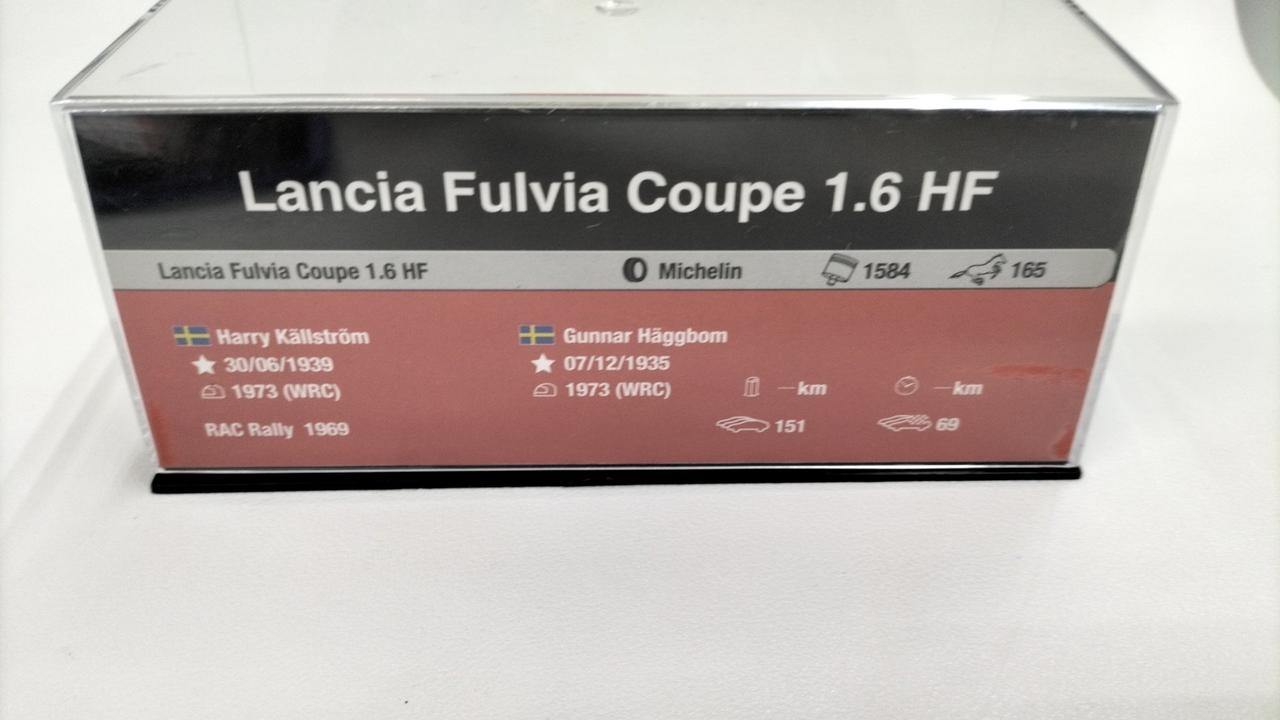 Lancia Fulvia Coupe 1.6 HF
Lancia Fulvia Coupe 1.6 HF Michelin 1584 165
Harry Källström Gunnar Häggbom
30/06/1939 07/12/1935
1973 (WRC) 1973 (WRC) —km —km
RAC Rally 1969 151 69